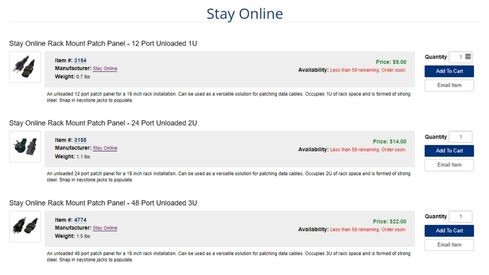 Stay Online
Stay Online Rack Mount Patch Panel - 12 Port Unloaded 1U
Item #: 3154
Manufacturer: Stay Online
Weight: 0.7 lbs
Price: $9.00
Availability: Less than 50 remaining. Order soon.
Quantity 1
Add To Cart
Email Item
An unloaded 12 port patch panel for a 19 inch rack installation. Can be used as a versatile solution for patching data cables. Occupies 1U of rack space and is formed of strong
steel. Snap in keystone jacks to populate.
Stay Online Rack Mount Patch Panel - 24 Port Unloaded 2U
Item #: 3155
Manufacturer: Stay Online
Weight: 1.1 lbs
Price: $14.00
Availability: Less than 50 remaining. Order soon.
Quantity 1
Add To Cart
Email Item
An unloaded 24 port patch panel for a 19 inch rack installation. Can be used as a versatile solution for patching data cables. Occupies 2U of rack space and is formed of strong
steel. Snap in keystone jacks to populate.
Stay Online Rack Mount Patch Panel - 48 Port Unloaded 3U
Item #: 4774
Manufacturer: Stay Online
Weight: 1.5 lbs
Price: $22.00
Availability: Less than 50 remaining. Order soon.
Quantity 1
Add To Cart
Email Item
An unloaded 48 port patch panel for a 19 inch rack installation. Can be used as a versatile solution for patching data cables. Occupies 3U of rack space and is formed of strong
steel. Snap in keystone jacks to populate.